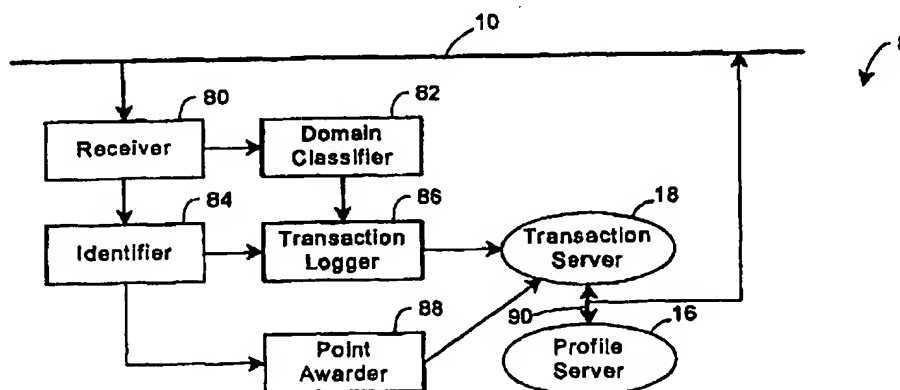 10
8
80
Receiver
82
Domain
Classifier
84
Identifier
86
Transaction
Logger
18
Transaction
Server
88
Point
Awarder
90
16
Profile
Server